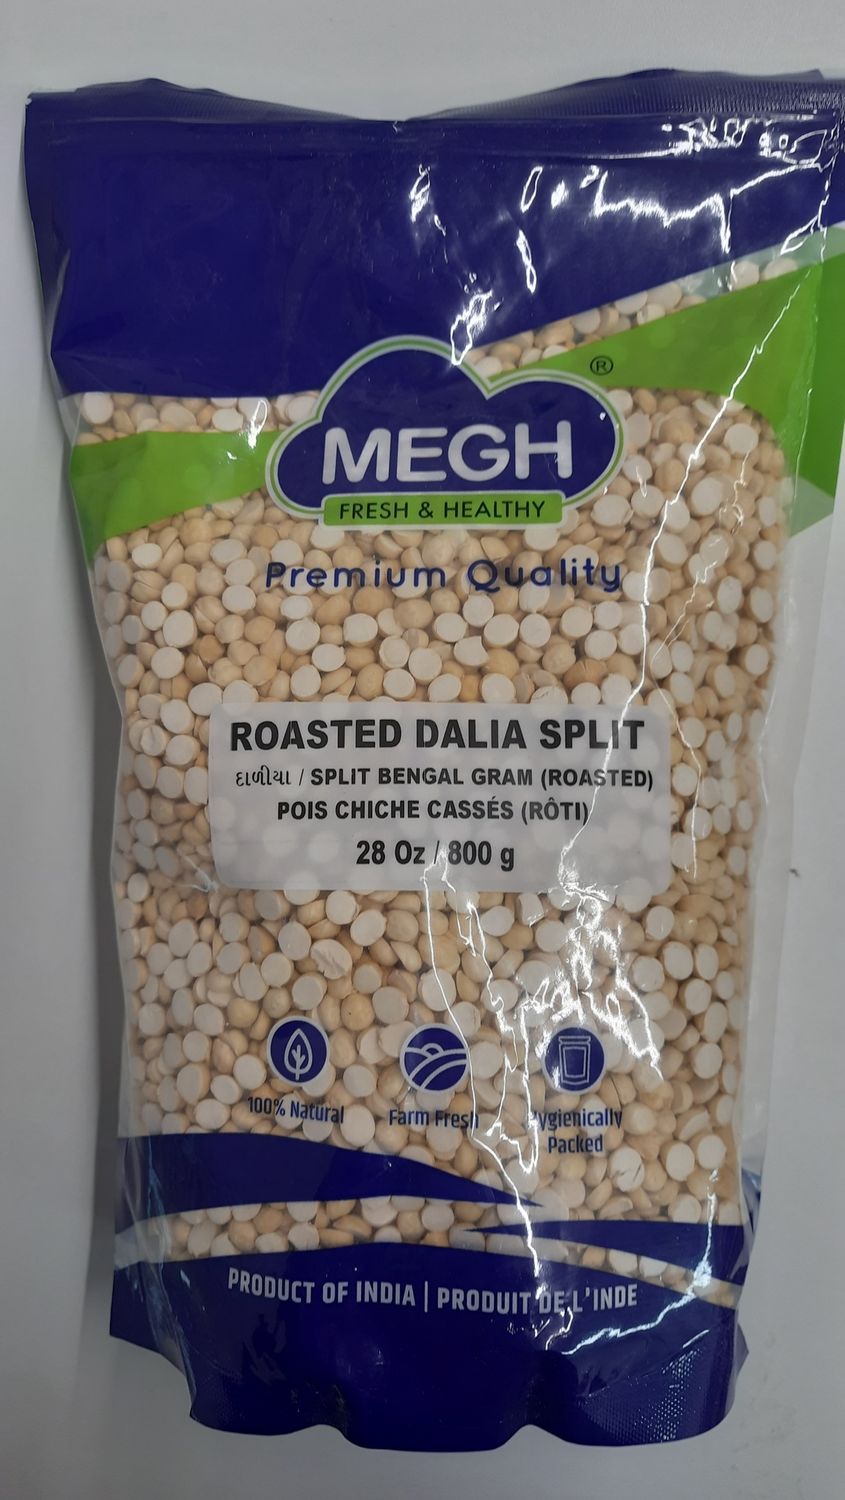 ®
MEGH
FRESH & HEALTHY
Premium Quality
ROASTED DALIA SPLIT
દાળીયા / SPLIT BENGAL GRAM (ROASTED)
POIS CHICHE CASSÉS (RÔTI)
28 Oz / 800 g
100% Natural
Farm Fresh
Hygienically
Packed
PRODUCT OF INDIA | PRODUIT DE L'INDE